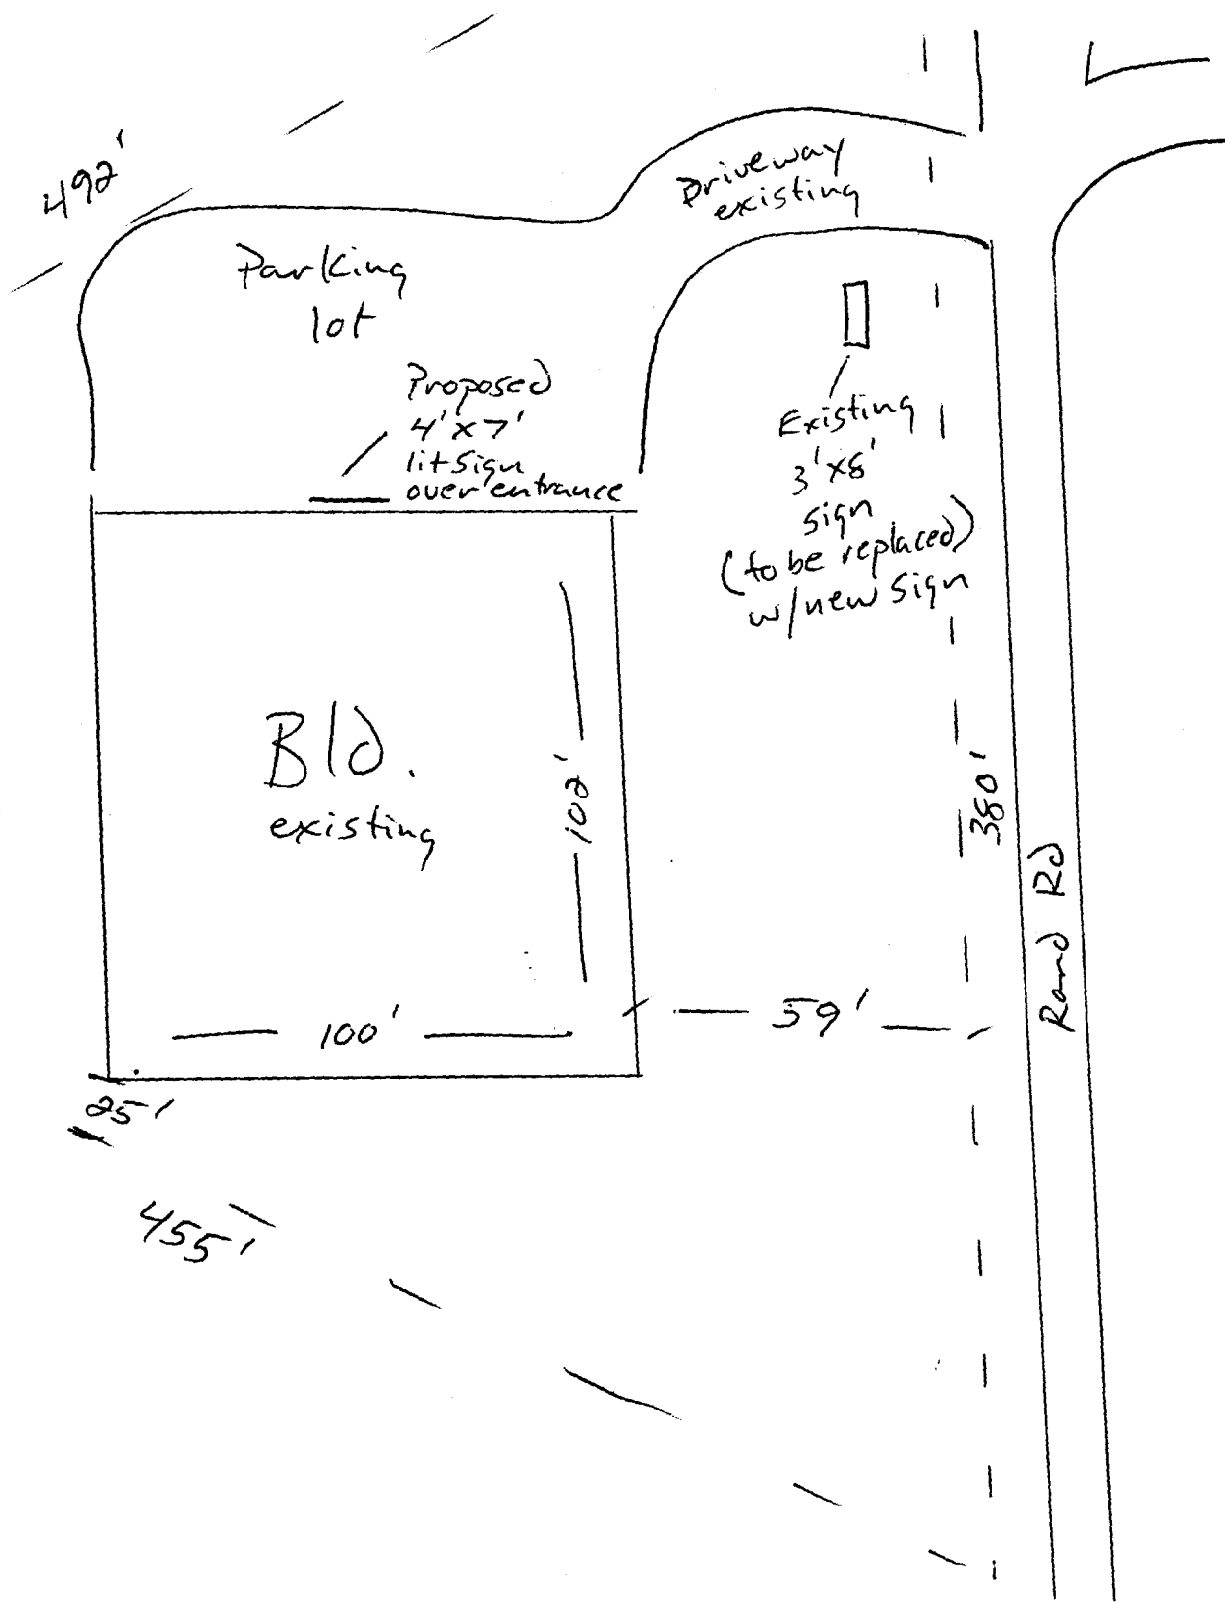 492'
Driveway
existing
Parking
lot
Proposed
4'x7'
lit sign
over entrance
Existing
3'x8'
sign
(to be replaced)
w/new sign
Bld.
existing
102'
380'
Rand Rd
100'
59'
25'
455'